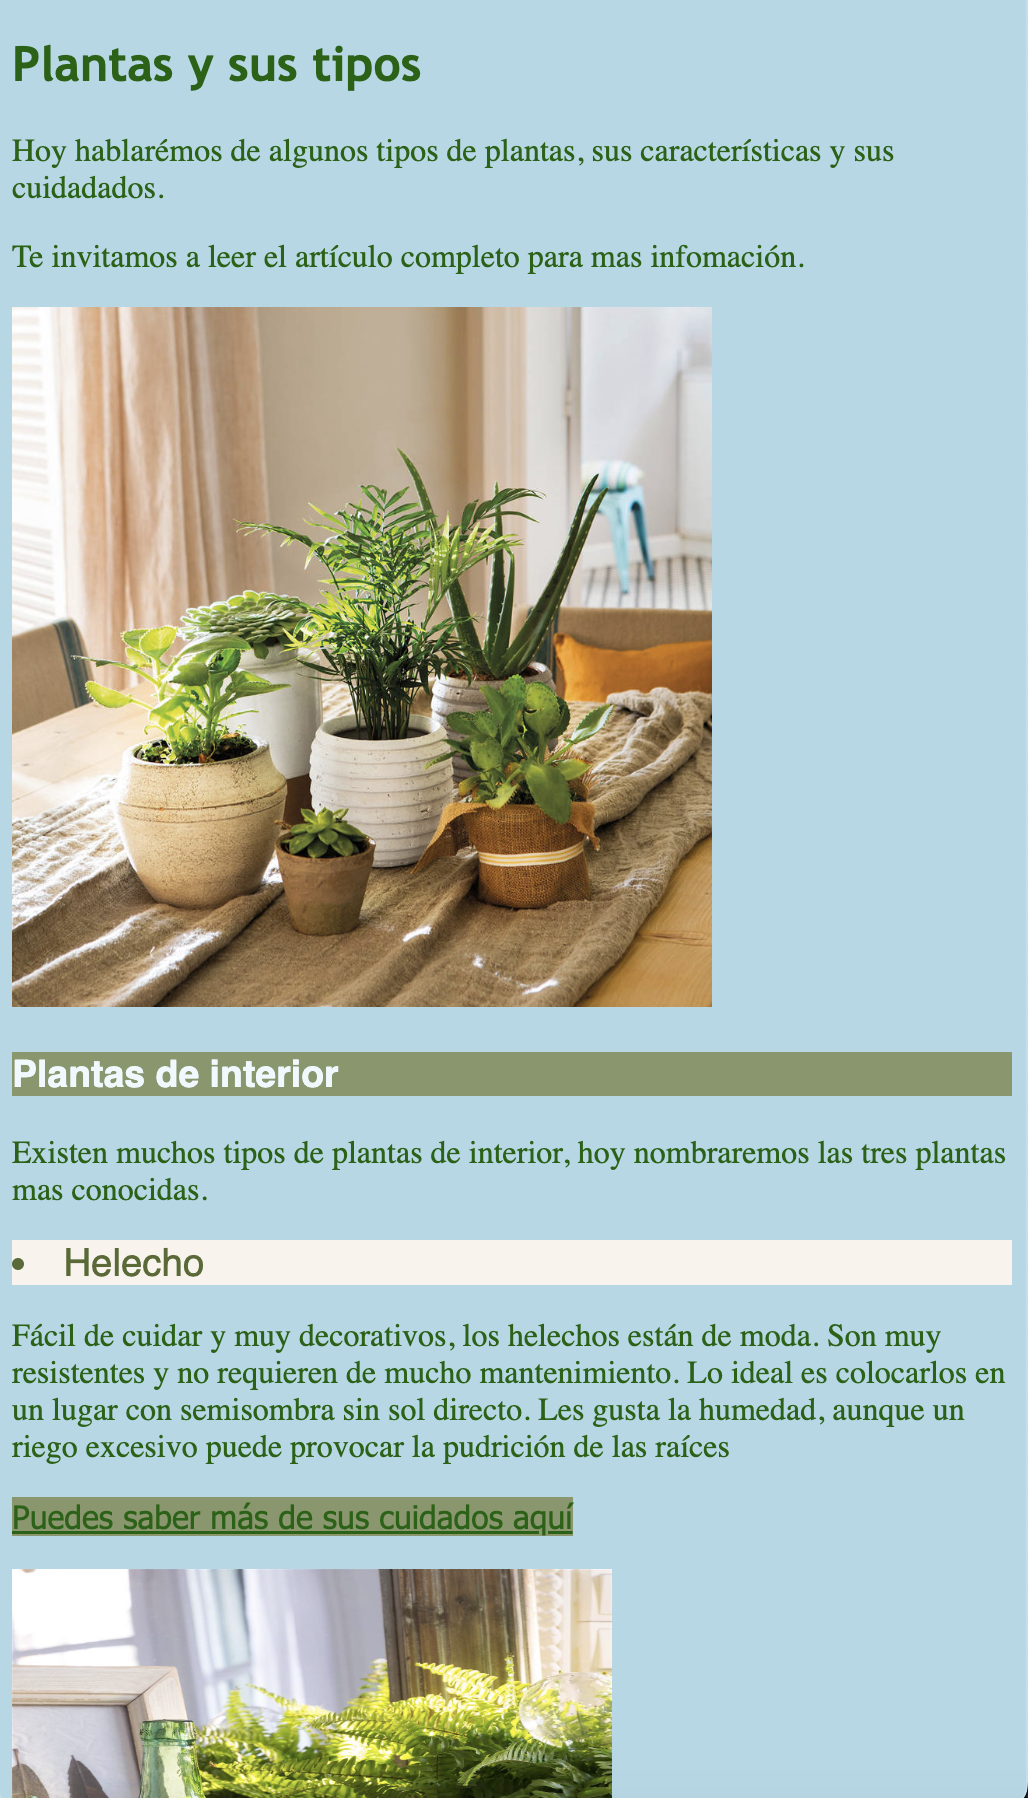 Plantas y sus tipos
Hoy hablarémos de algunos tipos de plantas, sus características y sus
cuidadados.
Te invitamos a leer el artículo completo para mas infomación.
Plantas de interior
Existen muchos tipos de plantas de interior, hoy nombraremos las tres plantas
mas conocidas.
• Helecho
Fácil de cuidar y muy decorativos, los helechos están de moda. Son muy
resistentes y no requieren de mucho mantenimiento. Lo ideal es colocarlos en
un lugar con semisombra sin sol directo. Les gusta la humedad, aunque un
riego excesivo puede provocar la pudrición de las raíces
Puedes saber más de sus cuidados aquí